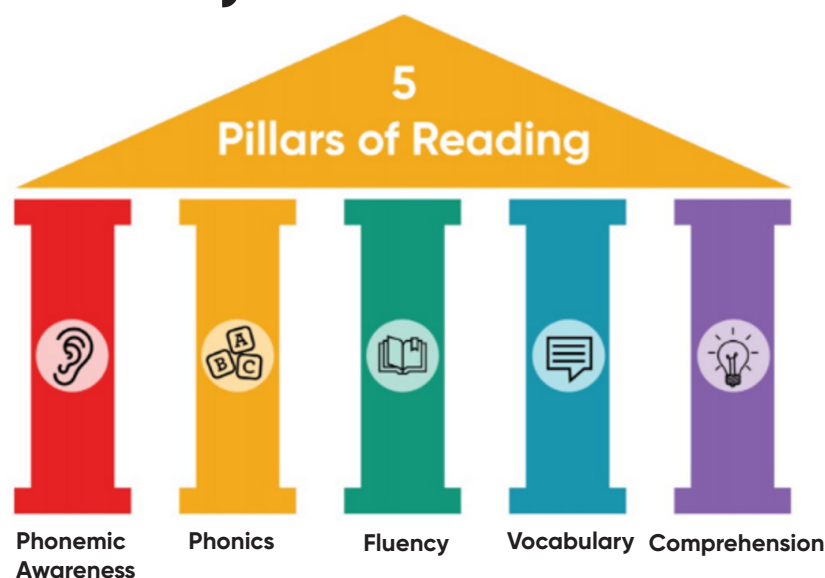 5
Pillars of Reading
A
B C
Phonemic
Awareness
Phonics
Fluency
Vocabulary
Comprehension